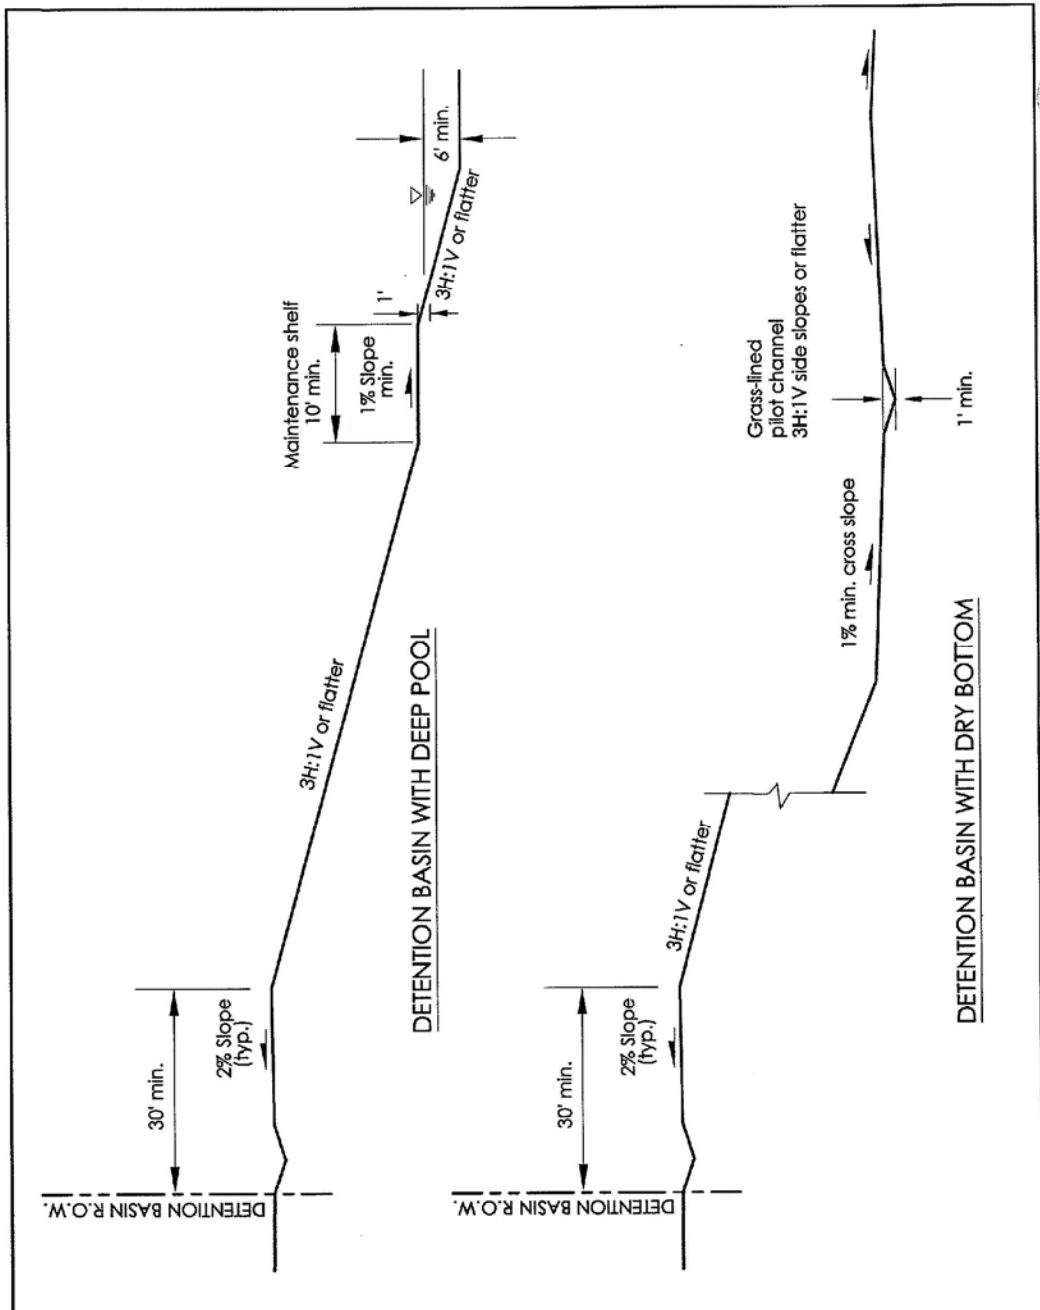 DETENTION BASIN R.O.W.
30' min.
2% Slope
(typ.)
3H:1V or flatter
Maintenance shelf
10' min.
1% Slope
min.
1'
3H:1V or flatter
6' min.
DETENTION BASIN WITH DEEP POOL
DETENTION BASIN R.O.W.
30' min.
2% Slope
(typ.)
3H:1V or flatter
1% min. cross slope
Grass-lined
pilot channel
3H:1V side slopes or flatter
1' min.
DETENTION BASIN WITH DRY BOTTOM